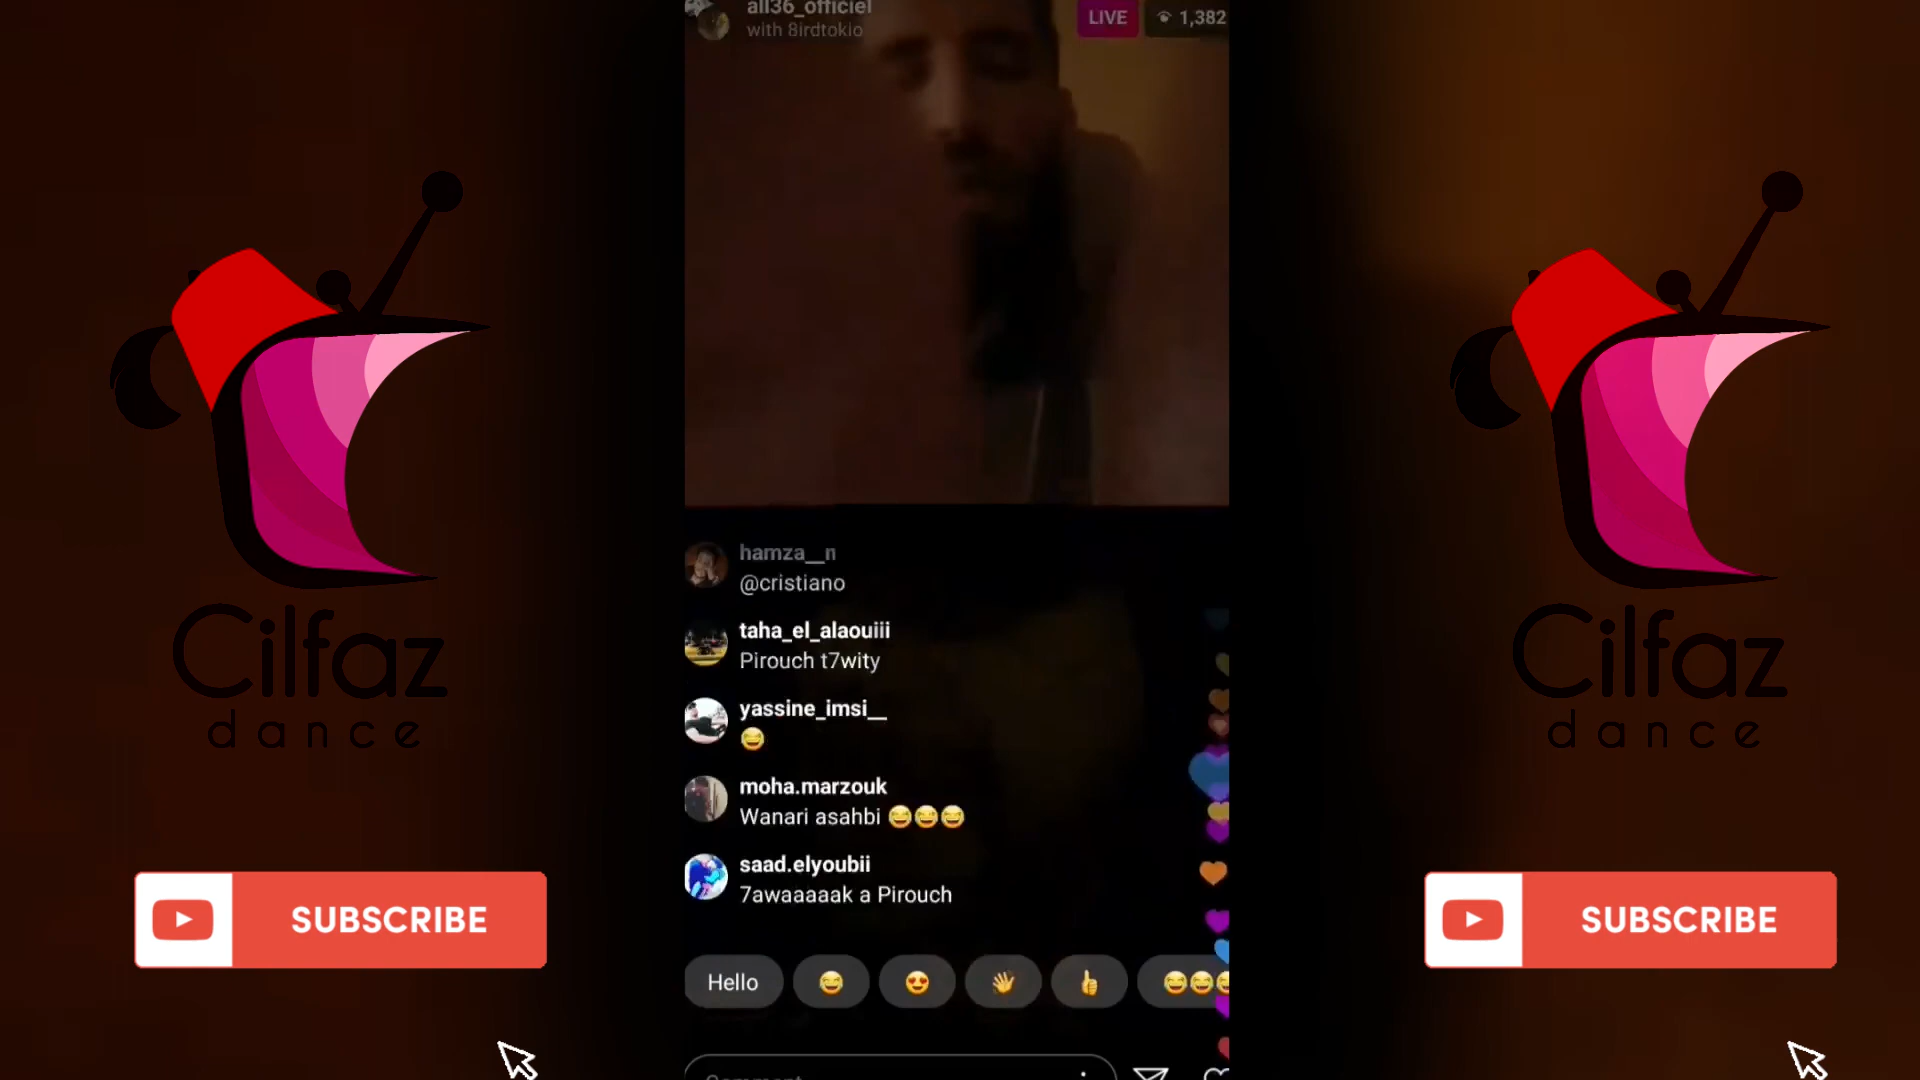 all36_officiel
with 8irdtokio
LIVE
1,382
hamza__n
@cristiano
taha_el_alaouiii
Pirouch t7wity
yassine_imsi__
😂
moha.marzouk
Wanari asahbi 😂😂😂
saad.elyoubii
7awaaaaak a Pirouch
Hello 😂 😍 👋 👍 😂😂😂
Comment
Cilfaz
dance
SUBSCRIBE
Cilfaz
dance
SUBSCRIBE